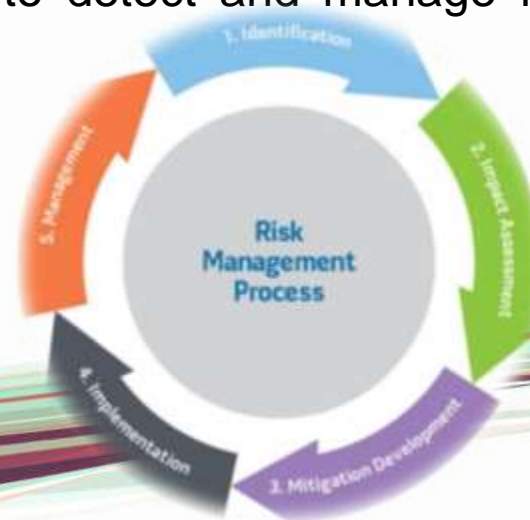 to detect and manage
1. Identification
2. Impact Assessment
3. Mitigation Development
4. Implementation
5. Management
Risk
Management
Process